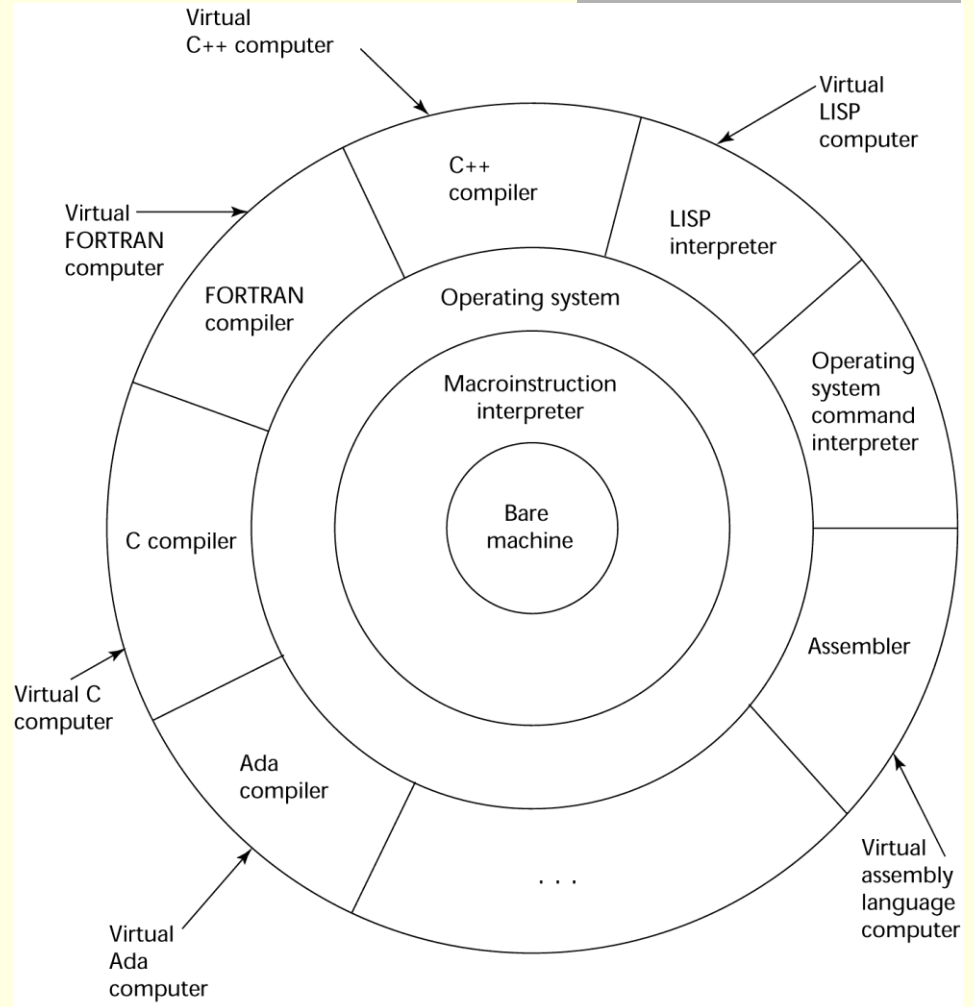 Virtual
C++ computer
Virtual
LISP
computer
C++
compiler
Virtual
FORTRAN
computer
LISP
interpreter
FORTRAN
compiler
Operating system
Operating
system
command
interpreter
Macroinstruction
interpreter
Bare
machine
C compiler
Assembler
Virtual C
computer
Ada
compiler
Virtual
assembly
language
computer
. . .
Virtual
Ada
computer